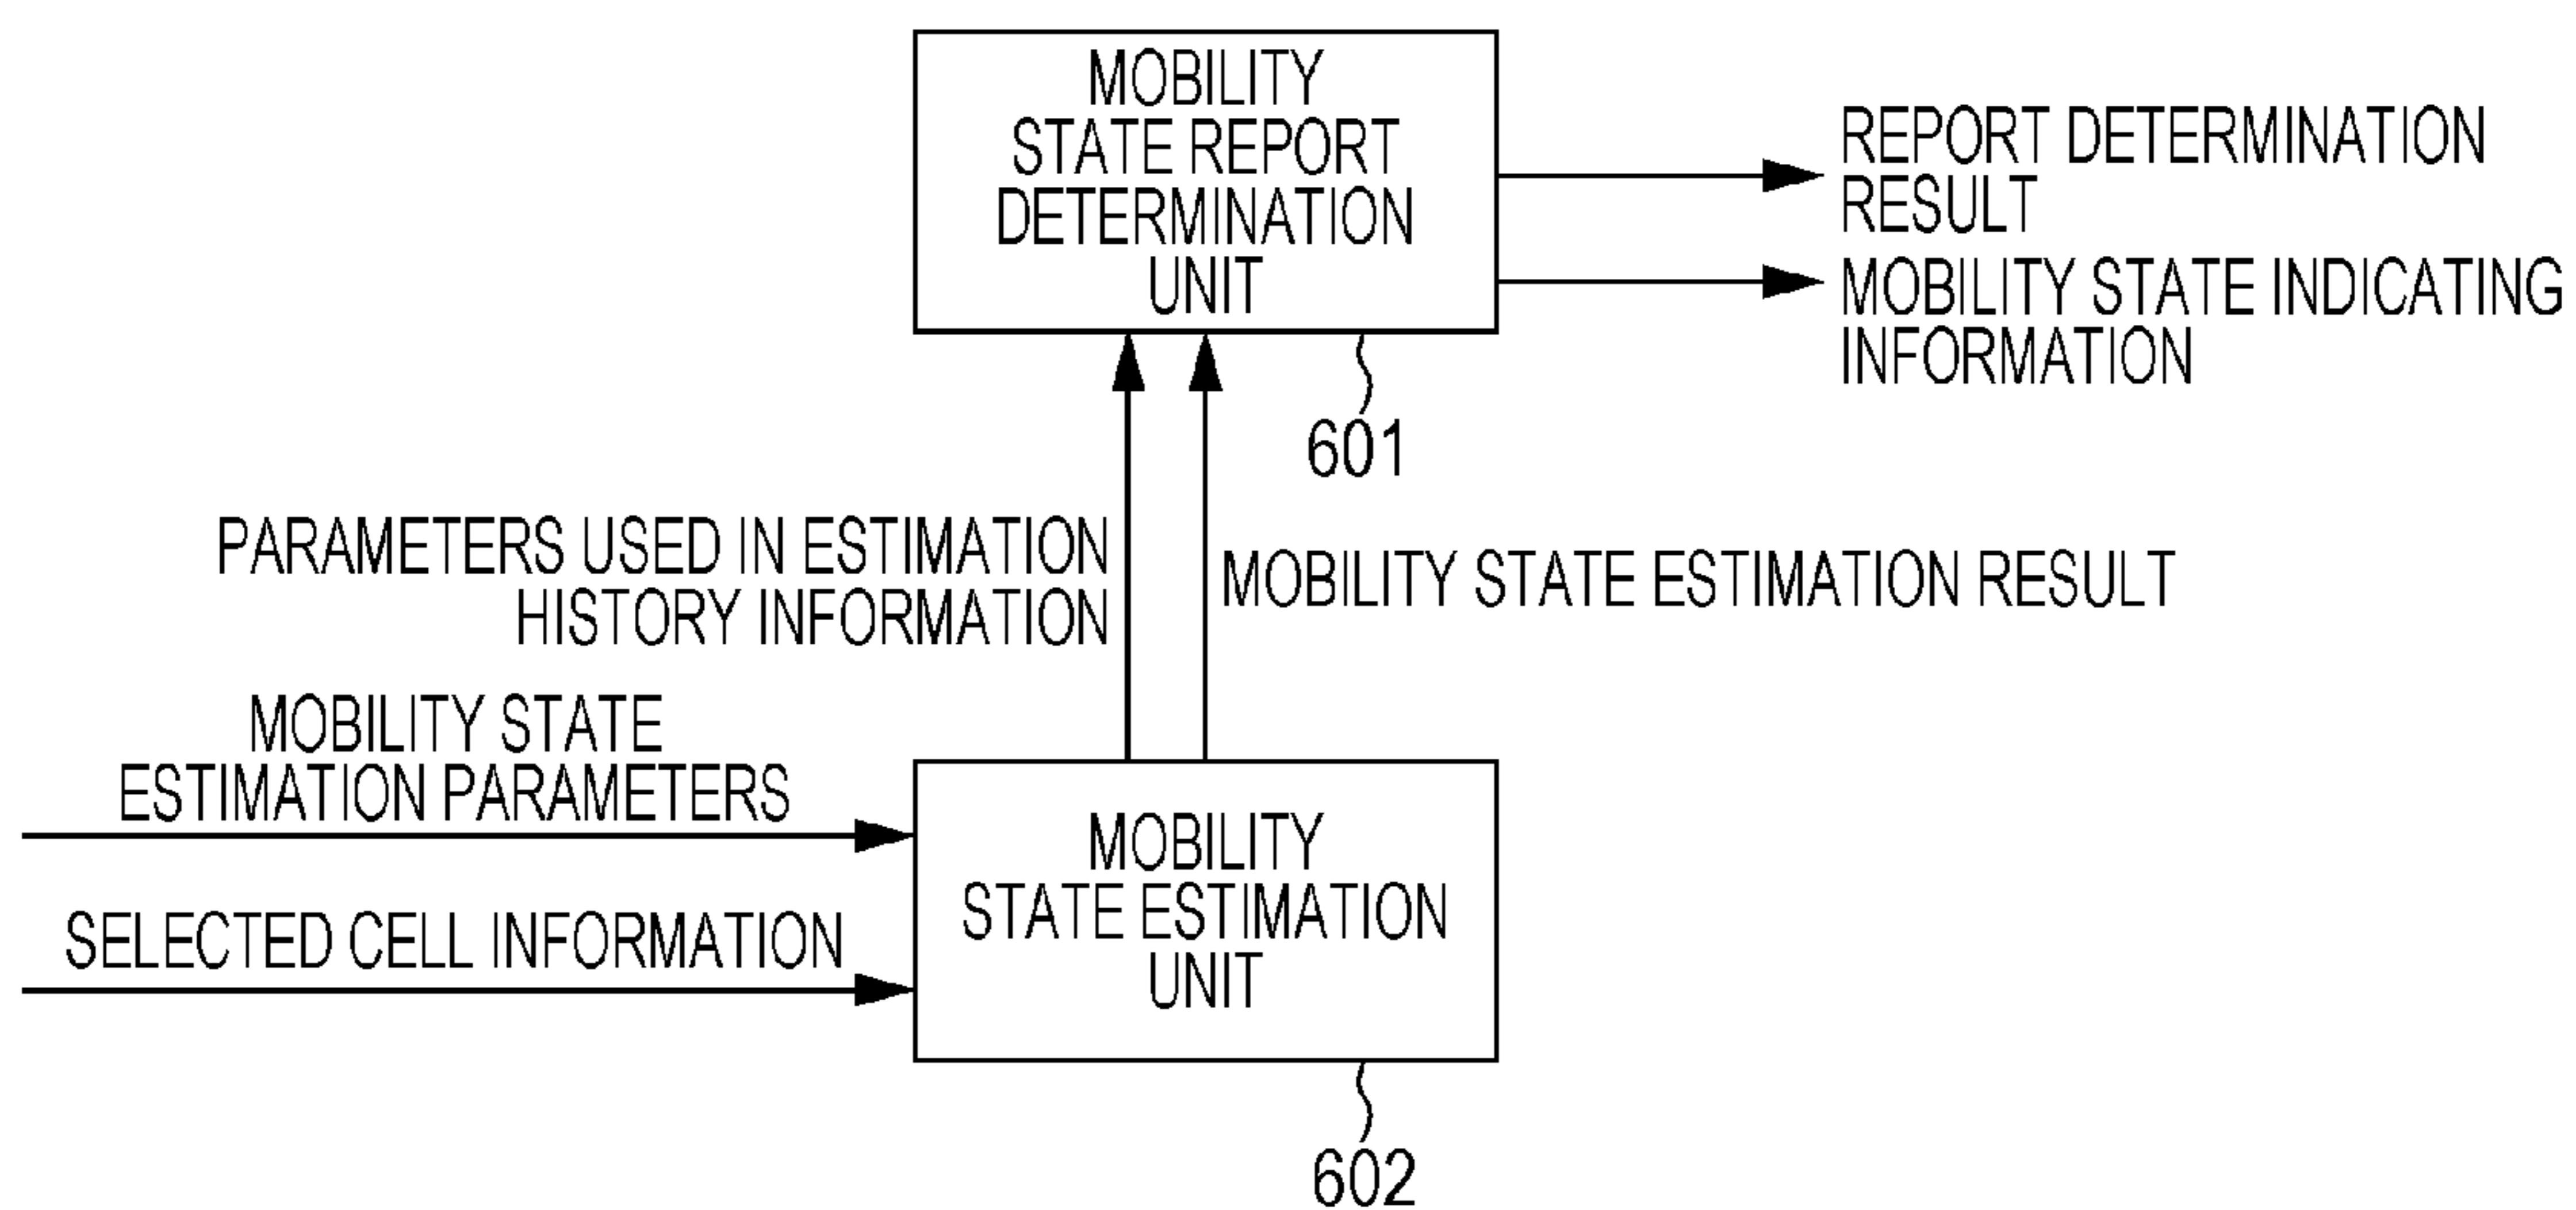 MOBILITY
STATE REPORT
DETERMINATION
UNIT
REPORT DETERMINATION
RESULT
MOBILITY STATE INDICATING
INFORMATION
601
PARAMETERS USED IN ESTIMATION
HISTORY INFORMATION
MOBILITY STATE ESTIMATION RESULT
MOBILITY STATE
ESTIMATION PARAMETERS
SELECTED CELL INFORMATION
MOBILITY
STATE ESTIMATION
UNIT
602